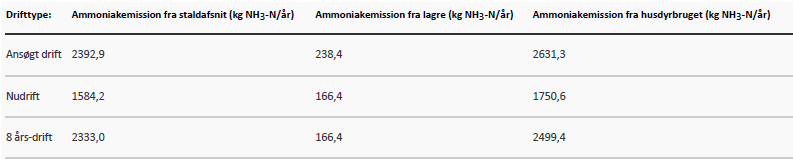 Drifttype: Ammoniakemission fra staldafsnit (kg NH3-N/år) Ammoniakemission fra lagre (kg NH3-N/år) Ammoniakemission fra husdyrbruget (kg NH3-N/år)
Ansøgt drift 2392,9 238,4 2631,3
Nudrift 1584,2 166,4 1750,6
8 års-drift 2333,0 166,4 2499,4